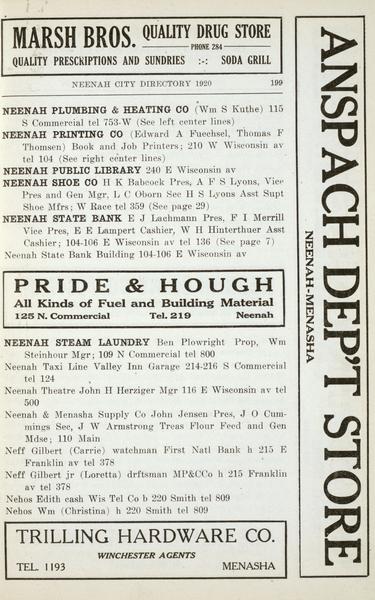 MARSH BROS. QUALITY DRUG STORE
PHONE 284
QUALITY PRESCRIPTIONS AND SUNDRIES :-: SODA GRILL
NEENAH CITY DIRECTORY 1920 199
NEENAH PLUMBING & HEATING CO (Wm S Kuthe) 115
S Commercial tel 753-W (See left center lines)
NEENAH PRINTING CO (Edward A Fuechsel, Thomas F
Thomsen) Book and Job Printers; 210 W Wisconsin av
tel 104 (See right center lines)
NEENAH PUBLIC LIBRARY 240 E Wisconsin av
NEENAH SHOE CO H K Babcock Pres, A F S Lyons, Vice
Pres and Gen Mgr, L C Oborn Sec H S Lyons Asst Supt
Shoe Mfrs; W Race tel 359 (See page 29)
NEENAH STATE BANK E J Lachmann Pres, F I Merrill
Vice Pres, E E Lampert Cashier, W H Hinterthuer Asst
Cashier; 104-106 E Wisconsin av tel 136 (See page 7)
Neenah State Bank Building 104-106 E Wisconsin av
PRIDE & HOUGH
All Kinds of Fuel and Building Material
125 N. Commercial Tel. 219 Neenah
NEENAH STEAM LAUNDRY Ben Plowright Prop, Wm
Steinhour Mgr; 109 N Commercial tel 800
Neenah Taxi Line Valley Inn Garage 214-216 S Commercial
tel 124
Neenah Theatre John H Herziger Mgr 116 E Wisconsin av tel
500
Neenah & Menasha Supply Co John Jensen Pres, J O Cum-
mings Sec, J W Armstrong Treas Flour Feed and Gen
Mdse; 110 Main
Neff Gilbert (Carrie) watchman First Natl Bank h 215 E
Franklin av tel 378
Neff Gilbert jr (Loretta) drftsman MP&CCo h 215 Franklin
av tel 378
Nehos Edith cash Wis Tel Co b 220 Smith tel 809
Nehos Wm (Christina) h 220 Smith tel 809
TRILLING HARDWARE CO.
WINCHESTER AGENTS
TEL. 1193 MENASHA
ANSPACH DEP'T STORE
NEENAH-MENASHA